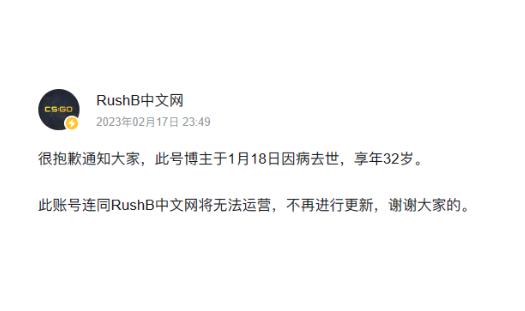 CS:GO
RushB中文网
2023年02月17日 23:49
很抱歉通知大家，此号博主于1月18日因病去世，享年32岁。
此账号连同RushB中文网将无法运营，不再进行更新，谢谢大家的。